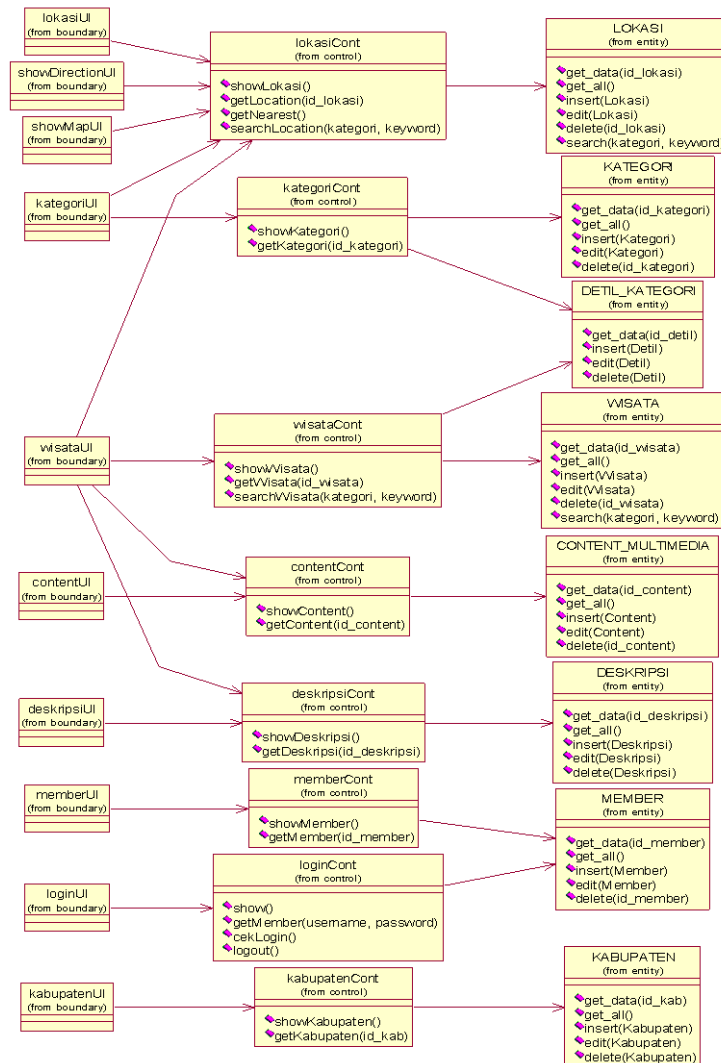 lokasiUI
(from boundary)
showDirectionUI
(from boundary)
showMapUI
(from boundary)
kategoriUI
(from boundary)
wisataUI
(from boundary)
contentUI
(from boundary)
deskripsiUI
(from boundary)
memberUI
(from boundary)
loginUI
(from boundary)
kabupatenUI
(from boundary)
lokasiCont
(from control)
showLokasi()
getLocation(id_lokasi)
getNearest()
searchLocation(kategori, keyword)
kategoriCont
(from control)
showKategori()
getKategori(id_kategori)
wisataCont
(from control)
showWisata()
getWisata(id_wisata)
searchWisata(kategori, keyword)
contentCont
(from control)
showContent()
getContent(id_content)
deskripsiCont
(from control)
showDeskripsi()
getDeskripsi(id_deskripsi)
memberCont
(from control)
showMember()
getMember(id_member)
loginCont
(from control)
show()
getMember(username, password)
cekLogin()
logout()
kabupatenCont
(from control)
showKabupaten()
getKabupaten(id_kab)
LOKASI
(from entity)
get_data(id_lokasi)
get_all()
insert(Lokasi)
edit(Lokasi)
delete(id_lokasi)
search(kategori, keyword)
KATEGORI
(from entity)
get_data(id_kategori)
get_all()
insert(Kategori)
edit(Kategori)
delete(id_kategori)
DETIL_KATEGORI
(from entity)
get_data(id_detil)
insert(Detil)
edit(Detil)
delete(Detil)
WISATA
(from entity)
get_data(id_wisata)
get_all()
insert(Wisata)
edit(Wisata)
delete(id_wisata)
search(kategori, keyword)
CONTENT_MULTIMEDIA
(from entity)
get_data(id_content)
get_all()
insert(Content)
edit(Content)
delete(id_content)
DESKRIPSI
(from entity)
get_data(id_deskripsi)
get_all()
insert(Deskripsi)
edit(Deskripsi)
delete(Deskripsi)
MEMBER
(from entity)
get_data(id_member)
get_all()
insert(Member)
edit(Member)
delete(id_member)
KABUPATEN
(from entity)
get_data(id_kab)
get_all()
insert(Kabupaten)
edit(Kabupaten)
delete(Kabupaten)